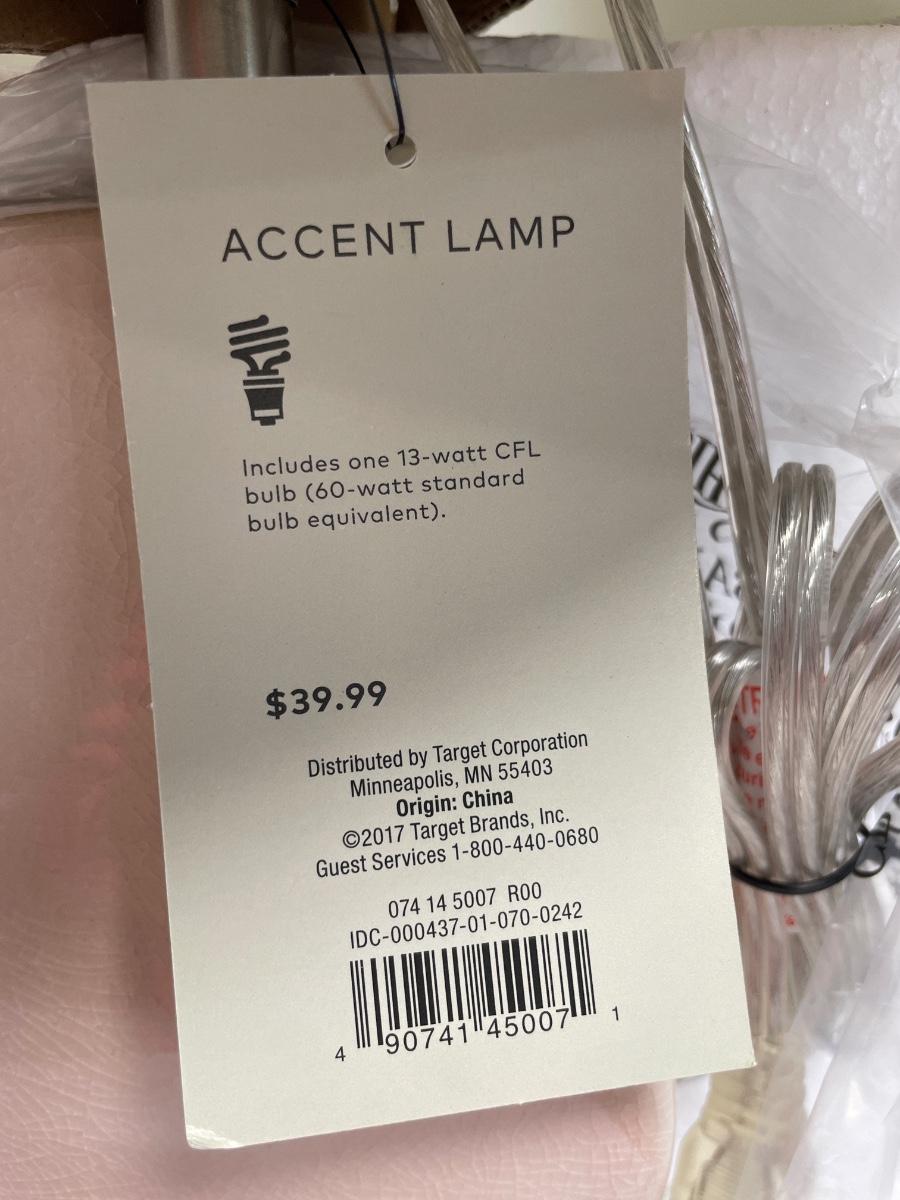 ACCENT LAMP
Includes one 13-watt CFL
bulb (60-watt standard
bulb equivalent).
$39.99
Distributed by Target Corporation
Minneapolis, MN 55403
Origin: China
©2017 Target Brands, Inc.
Guest Services 1-800-440-0680
074 14 5007 R00
IDC-000437-01-070-0242
4 90741 45007 1